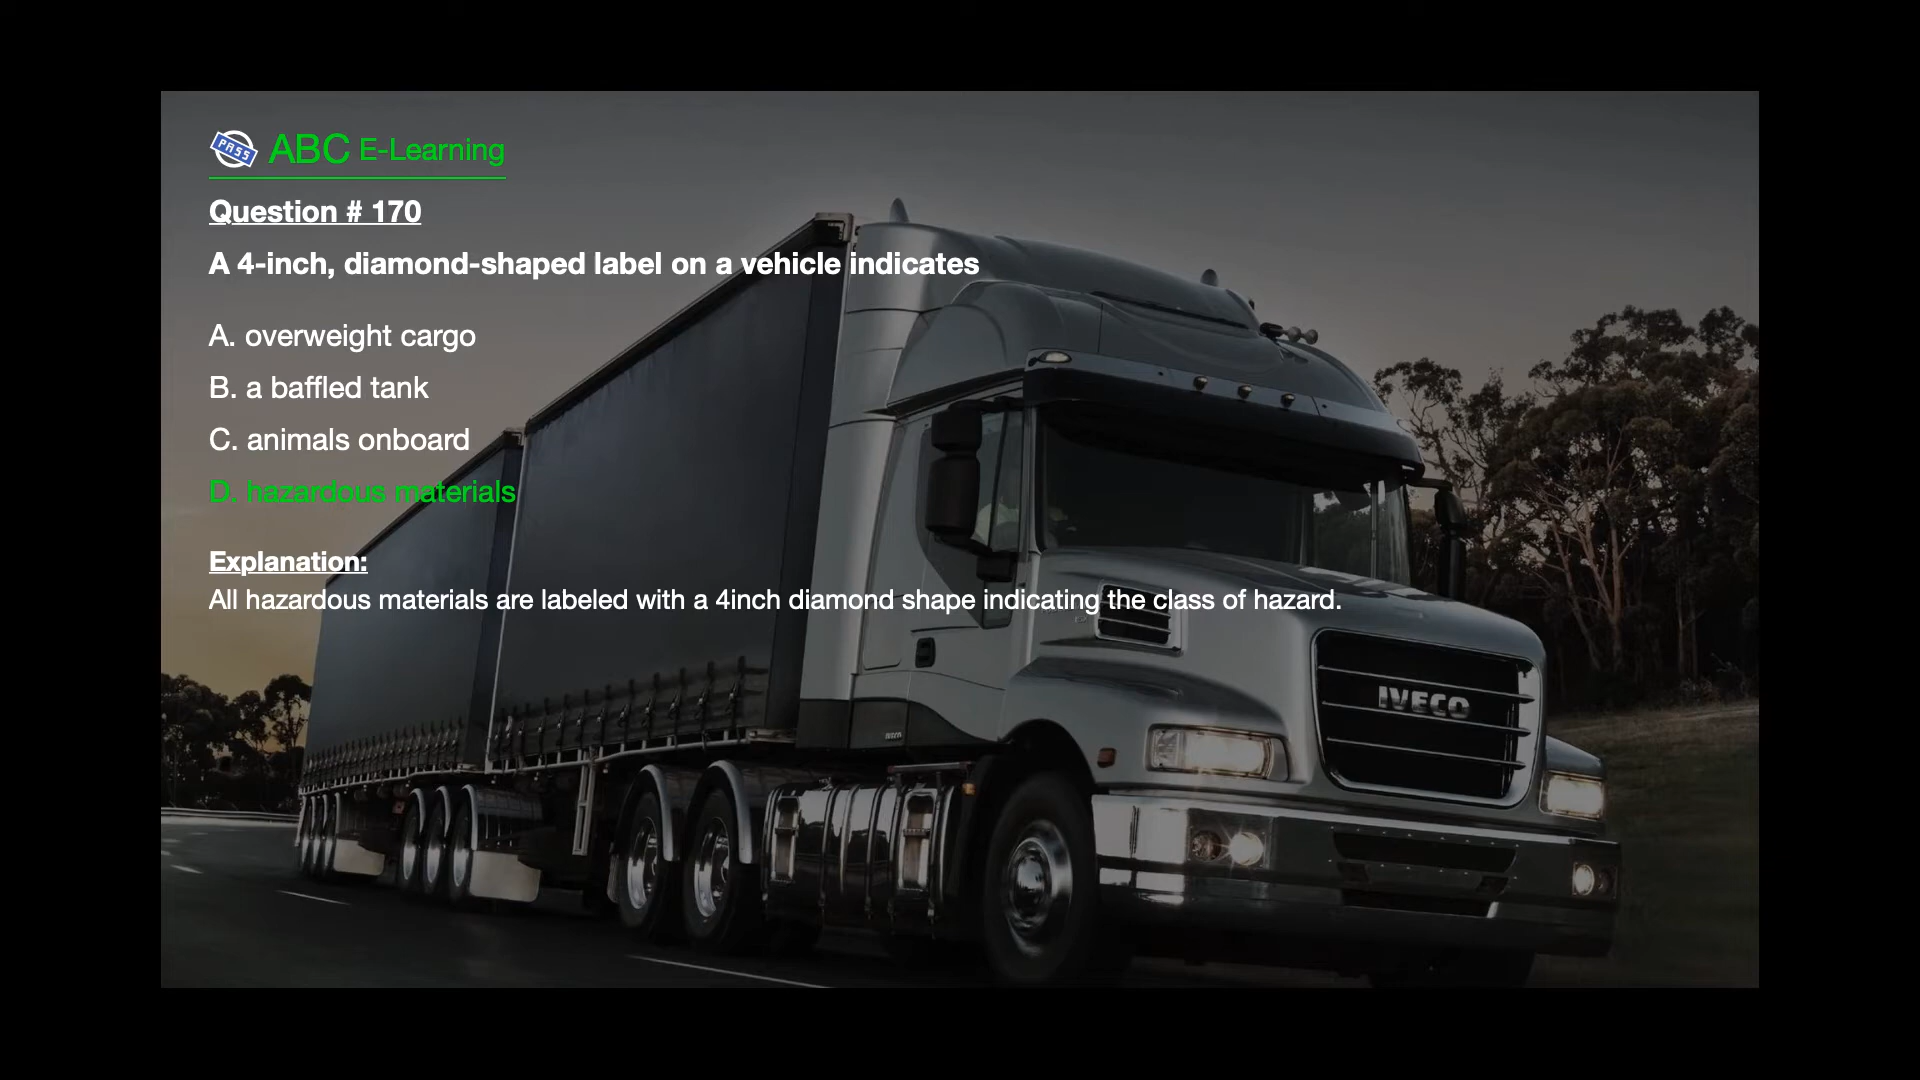 PASS ABC E-Learning
Question # 170
A 4-inch, diamond-shaped label on a vehicle indicates
A. overweight cargo
B. a baffled tank
C. animals onboard
D. hazardous materials
Explanation:
All hazardous materials are labeled with a 4inch diamond shape indicating the class of hazard.
IVECO